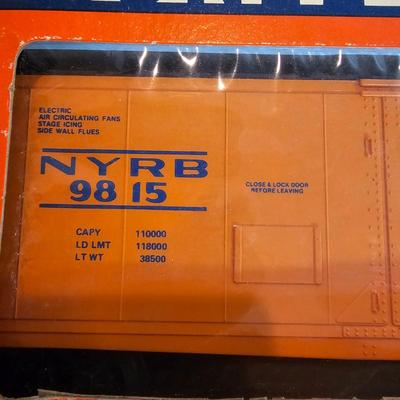 ELECTRIC
AIR CIRCULATING FANS
STAGE ICING
SIDE WALL FLUES
NYRB
9815
CLOSE & LOCK DOOR
BEFORE LEAVING
CAPY 110000
LD LMT 118000
LT WT 38500